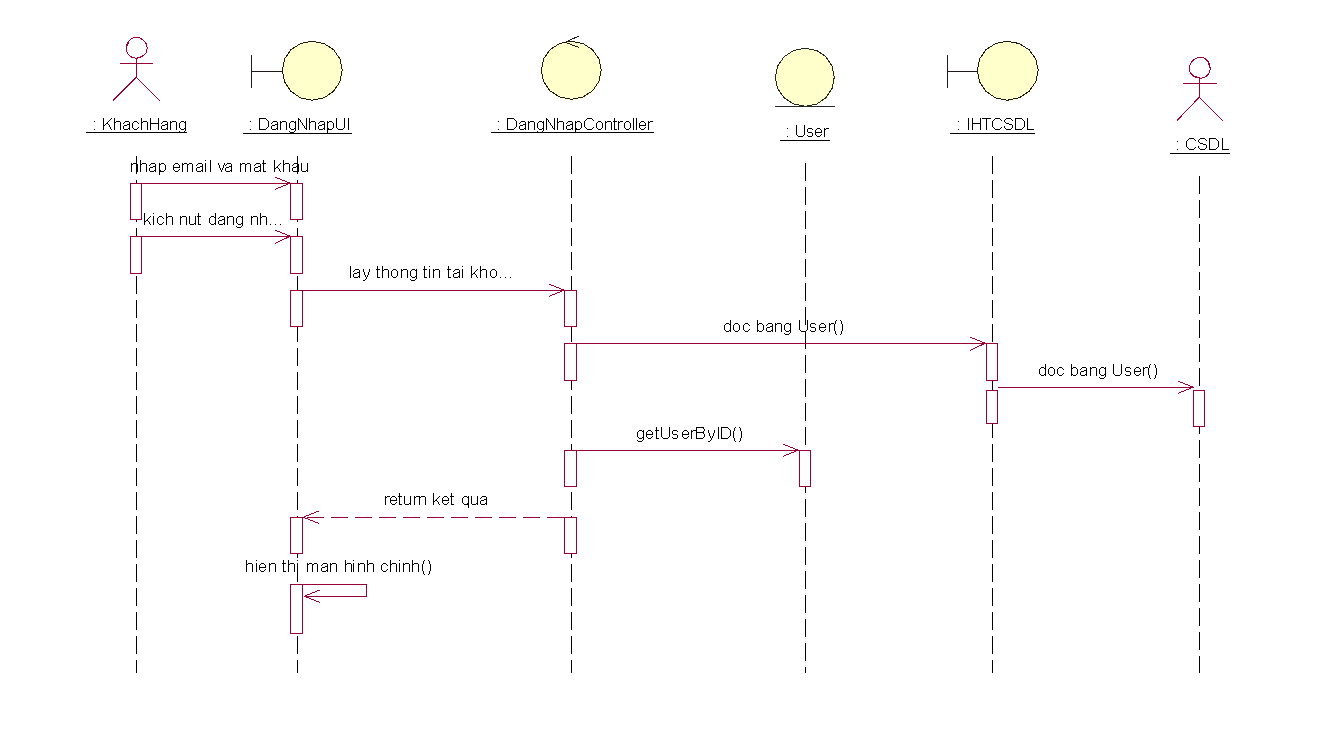 : KhachHang
: DangNhapUI
: DangNhapController
: User
: IHTCSDL
: CSDL
nhap email va mat khau
kich nut dang nh...
lay thong tin tai kho...
doc bang User()
doc bang User()
getUserByID()
return ket qua
hien thi man hinh chinh()